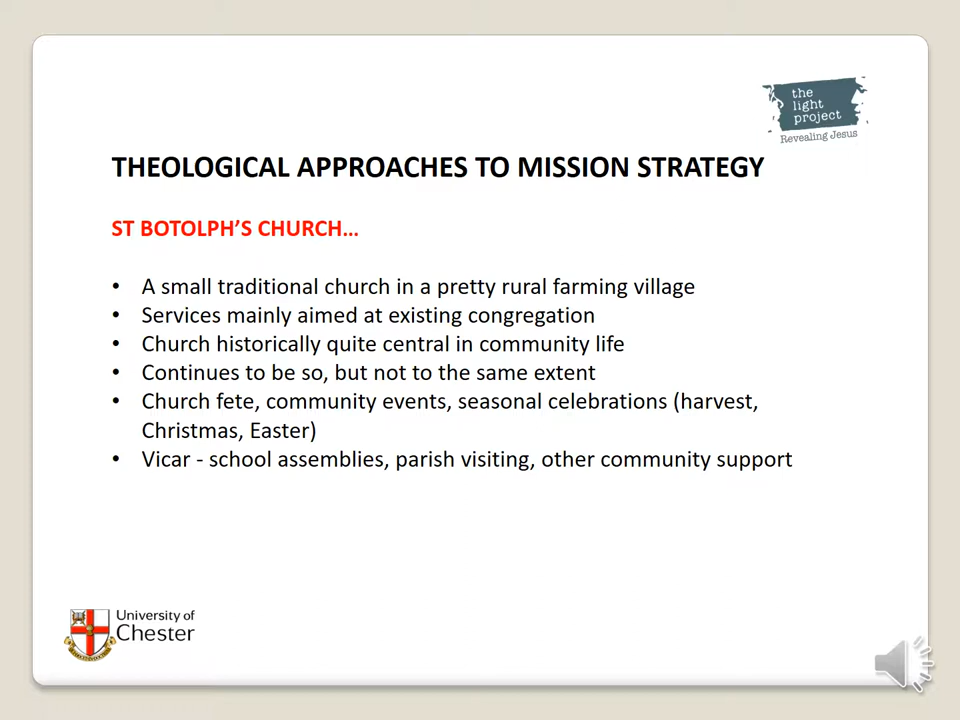 the
light
project
Revealing Jesus
THEOLOGICAL APPROACHES TO MISSION STRATEGY
ST BOTOLPH’S CHURCH…
• A small traditional church in a pretty rural farming village
• Services mainly aimed at existing congregation
• Church historically quite central in community life
• Continues to be so, but not to the same extent
• Church fete, community events, seasonal celebrations (harvest,
Christmas, Easter)
• Vicar - school assemblies, parish visiting, other community support
University of
Chester